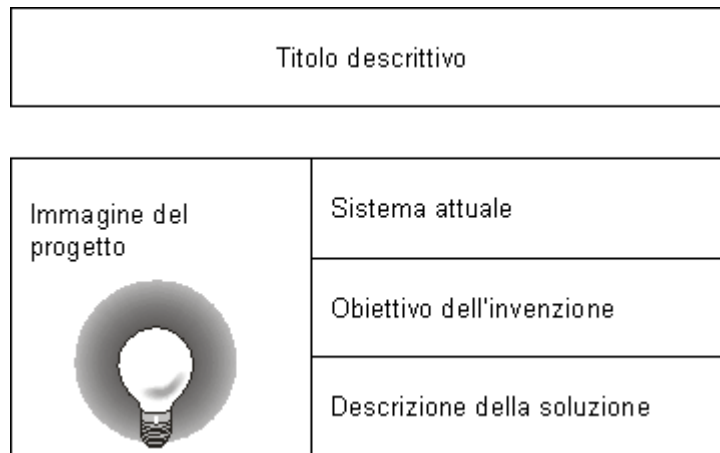 Titolo descrittivo
Immagine del
progetto
Sistema attuale
Obiettivo dell'invenzione
Descrizione della soluzione